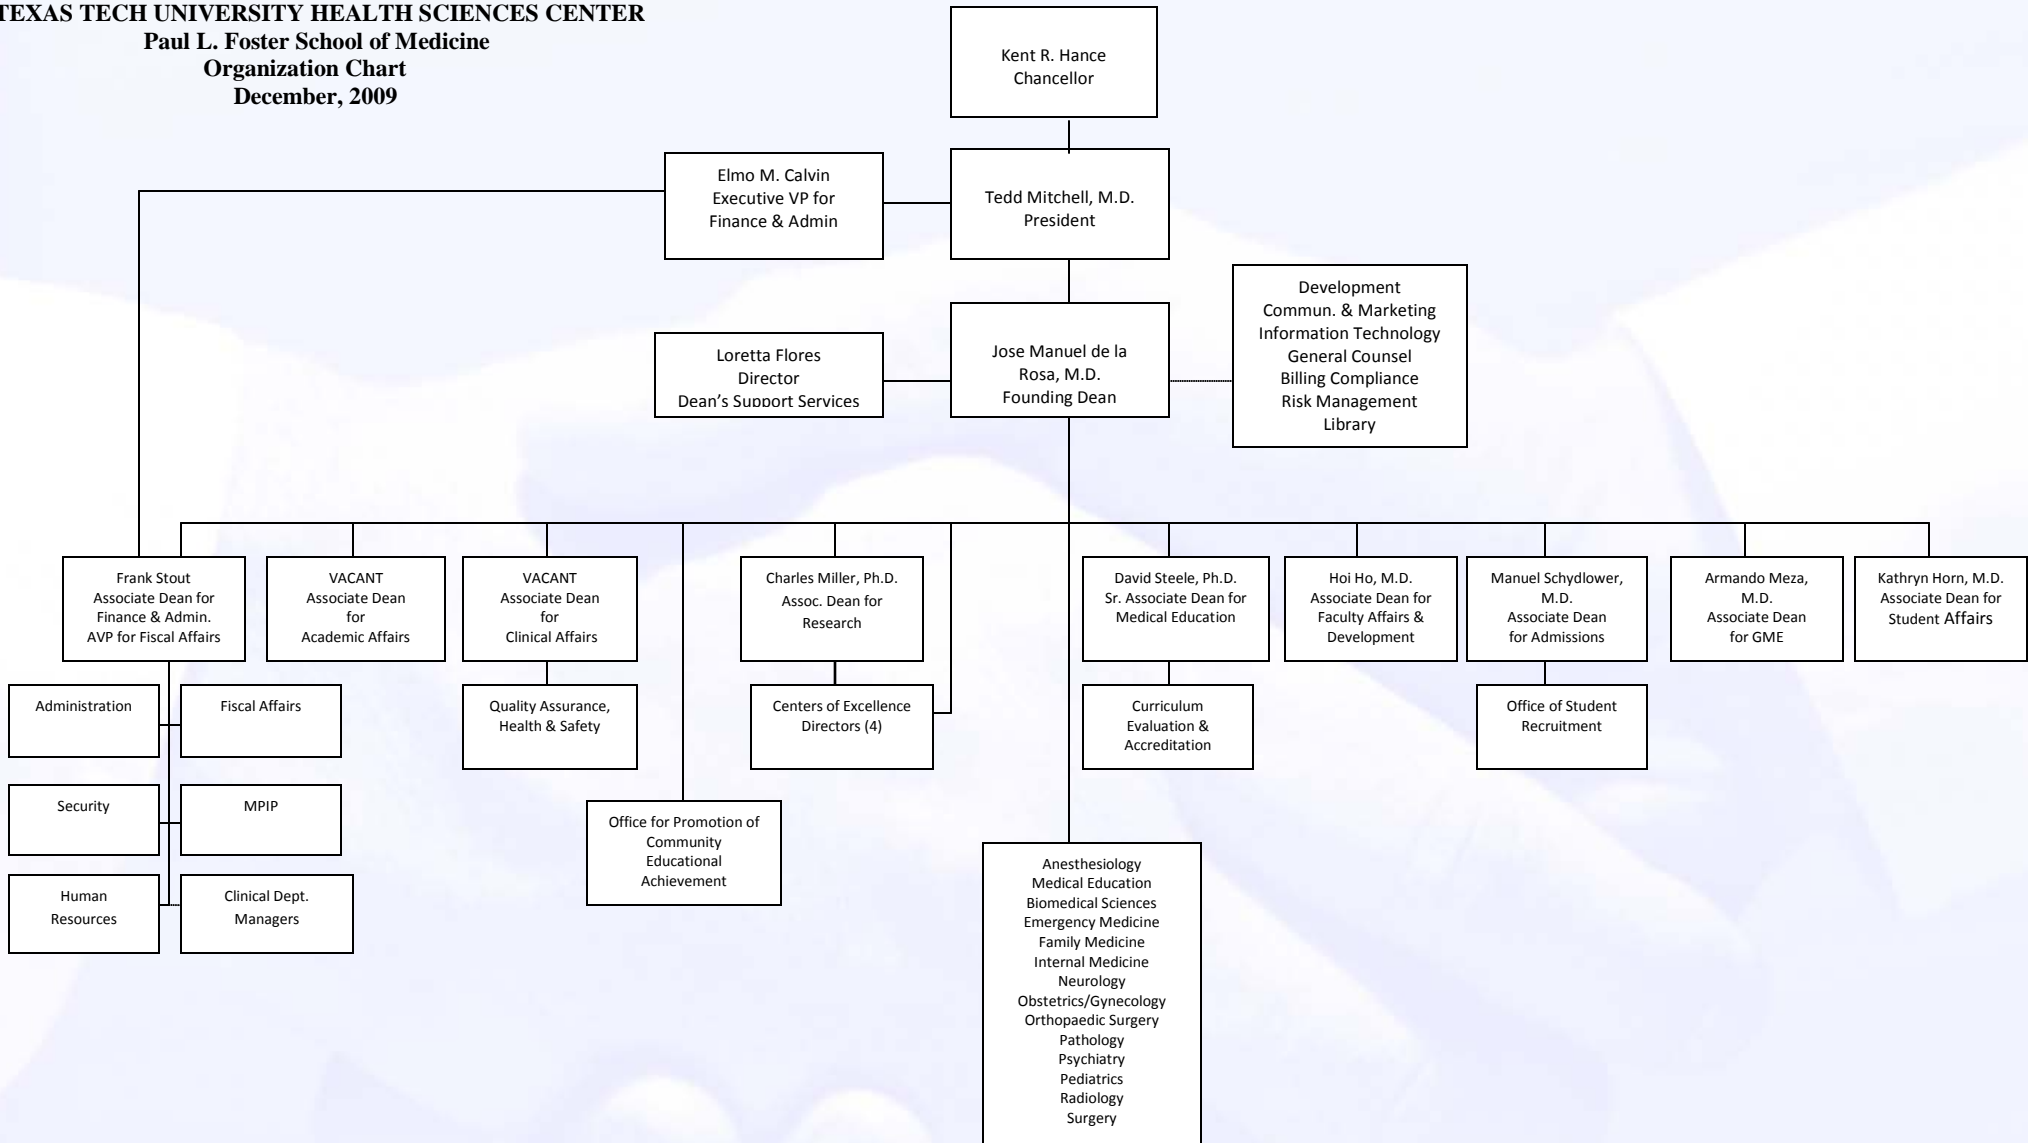 TEXAS TECH UNIVERSITY HEALTH SCIENCES CENTER
Paul L. Foster School of Medicine
Organization Chart
December, 2009
Kent R. Hance
Chancellor
Elmo M. Calvin
Executive VP for
Finance & Admin
Tedd Mitchell, M.D.
President
Loretta Flores
Director
Dean's Support Services
Jose Manuel de la
Rosa, M.D.
Founding Dean
Development
Commun. & Marketing
Information Technology
General Counsel
Billing Compliance
Risk Management
Library
Frank Stout
Associate Dean for
Finance & Admin.
AVP for Fiscal Affairs
VACANT
Associate Dean
for
Academic Affairs
VACANT
Associate Dean
for
Clinical Affairs
Charles Miller, Ph.D.
Assoc. Dean for
Research
David Steele, Ph.D.
Sr. Associate Dean for
Medical Education
Hoi Ho, M.D.
Associate Dean for
Faculty Affairs &
Development
Manuel Schydlower,
M.D.
Associate Dean
for Admissions
Armando Meza,
M.D.
Associate Dean
for GME
Kathryn Horn, M.D.
Associate Dean for
Student Affairs
Administration
Fiscal Affairs
Quality Assurance,
Health & Safety
Centers of Excellence
Directors (4)
Curriculum
Evaluation &
Accreditation
Office of Student
Recruitment
Security
MPIP
Office for Promotion of
Community
Educational
Achievement
Human
Resources
Clinical Dept.
Managers
Anesthesiology
Medical Education
Biomedical Sciences
Emergency Medicine
Family Medicine
Internal Medicine
Neurology
Obstetrics/Gynecology
Orthopaedic Surgery
Pathology
Psychiatry
Pediatrics
Radiology
Surgery